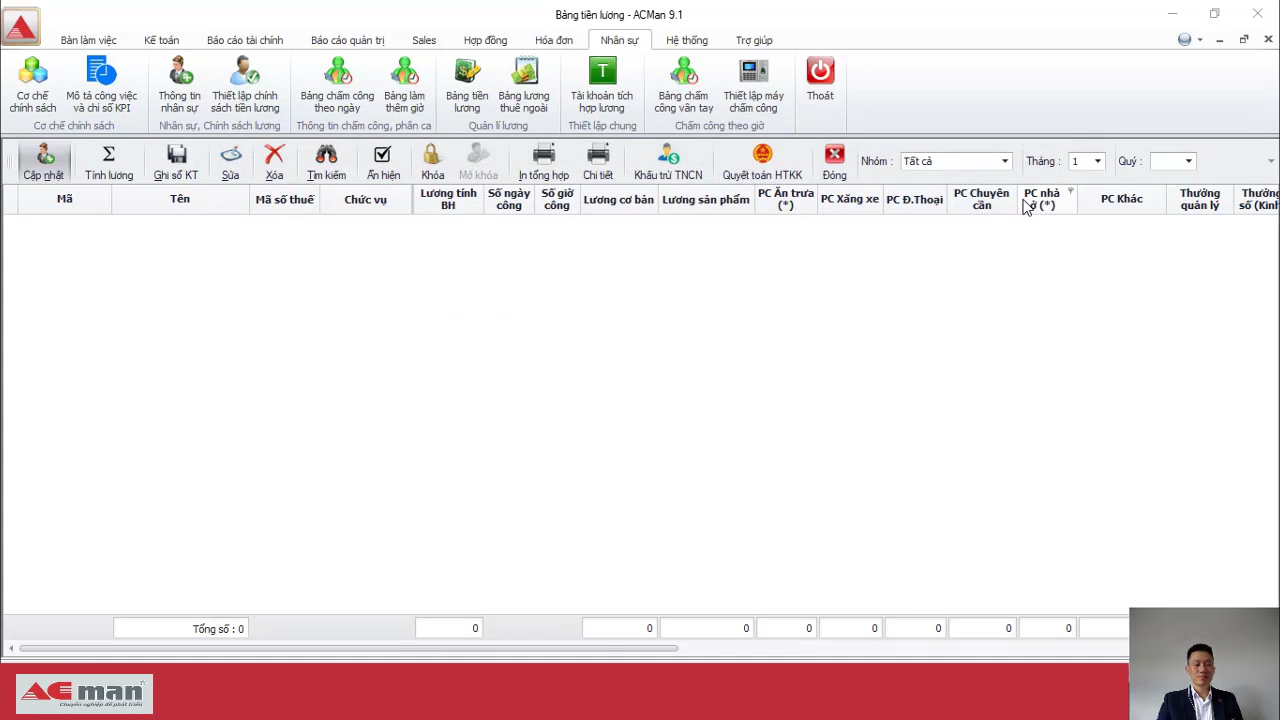 Bảng tiền lương - ACMan 9.1
Bàn làm việc
Kế toán
Báo cáo tài chính
Báo cáo quản trị
Sales
Hợp đồng
Hóa đơn
Nhân sự
Hệ thống
Trợ giúp
Cơ chế
chính sách
Mô tả công việc
và chỉ số KPI
Thông tin
nhân sự
Thiết lập chính
sách tiền lương
Bảng chấm công
theo ngày
Bảng làm
thêm giờ
Bảng tiền
lương
Bảng lương
thuê ngoài
Tài khoản tích
hợp lương
Bảng chấm
công vân tay
Thiết lập máy
chấm công
Thoát
Cơ chế chính sách
Nhân sự, Chính sách lương
Thông tin chấm công, phân ca
Quản lí lương
Thiết lập chung
Chấm công theo giờ
Cập nhật
Tính lương
Ghi sổ KT
Sửa
Xóa
Tìm kiếm
Ẩn hiện
Khóa
Mở khóa
In tổng hợp
Chi tiết
Khấu trừ TNCN
Quyết toán HTKK
Đóng
Nhóm : Tất cả
Tháng : 1
Quý :
Mã
Tên
Mã số thuế
Chức vụ
Lương tính
BH
Số ngày
công
Số giờ
công
Lương cơ bản
Lương sản phẩm
PC Ăn trưa
(*)
PC Xăng xe
PC Đ.Thoại
PC Chuyên
cần
PC nhà
ở (*)
PC Khác
Thưởng
quản lý
Thưởng
số (Kinh
Tổng số : 0
0
0
0
0
0
0
0
0
ACman
Chuyên nghiệp để phát triển